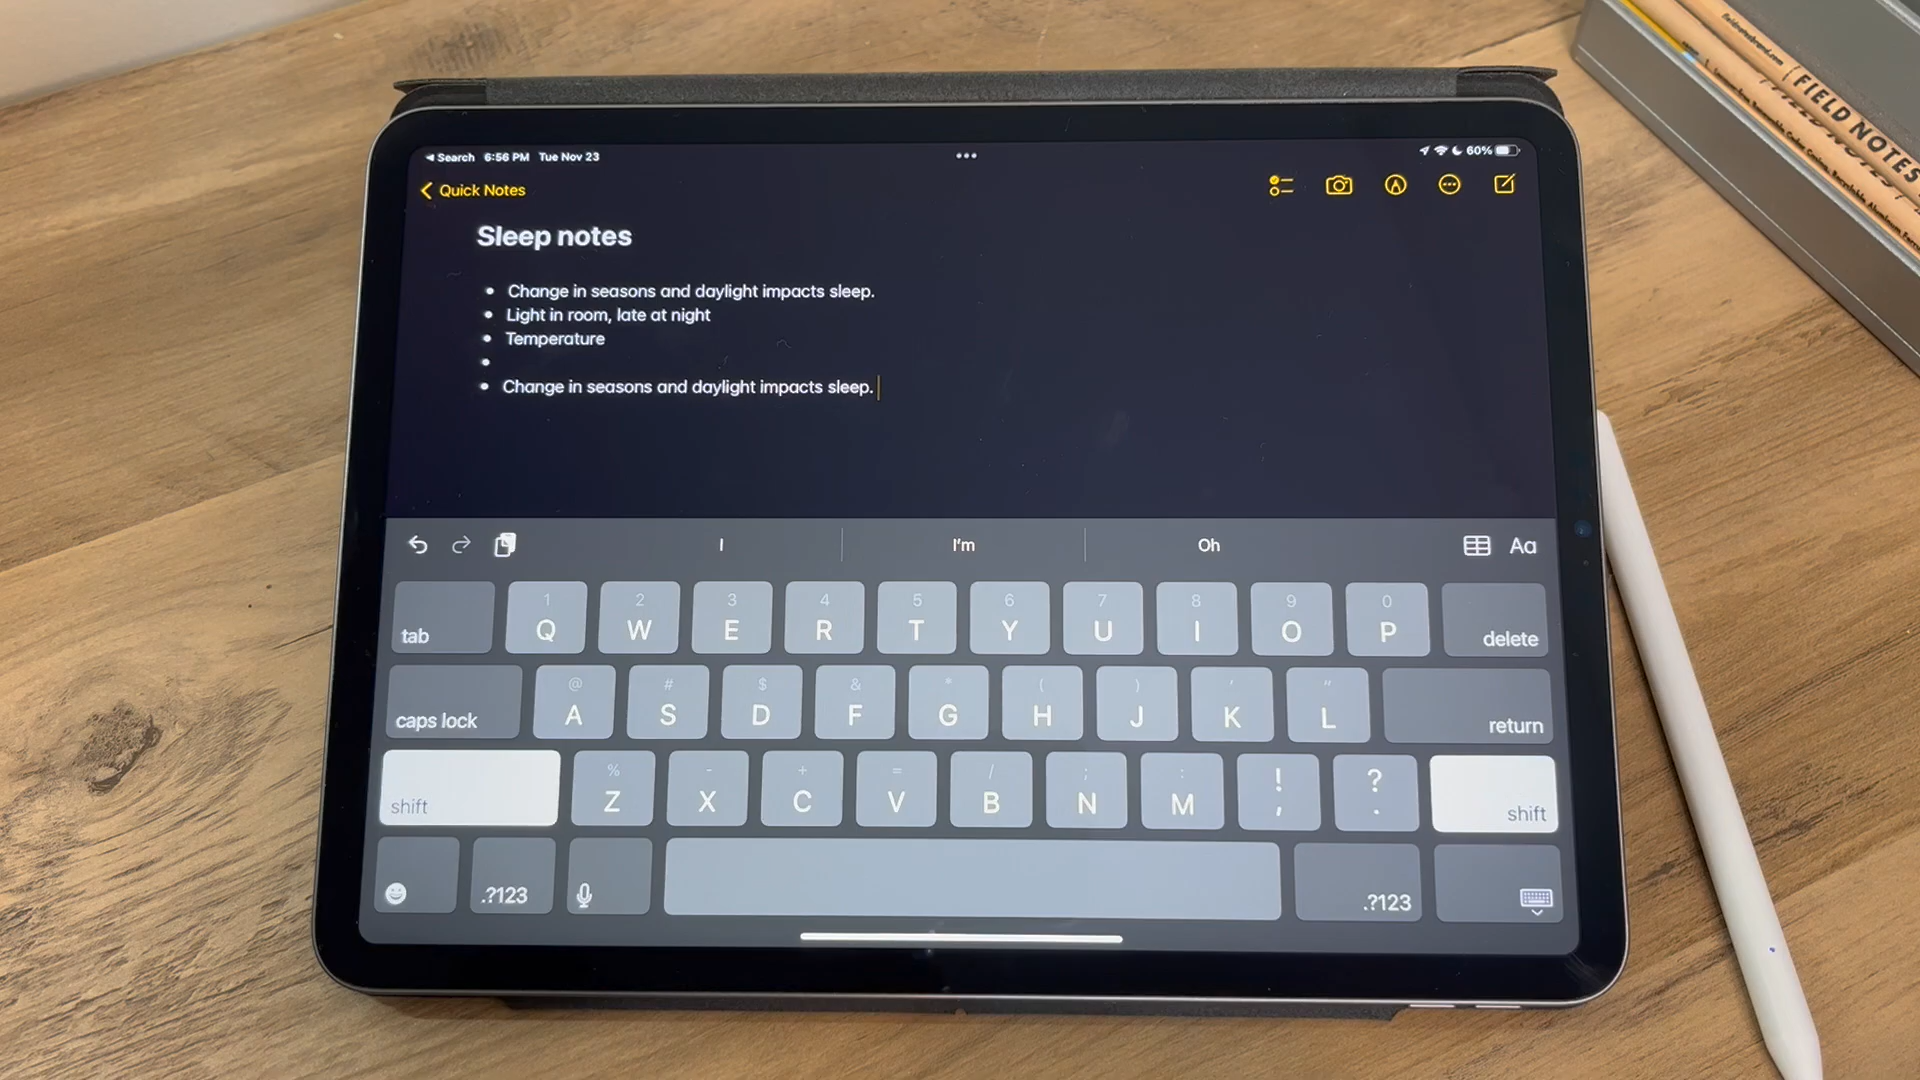 Search 6:56 PM Tue Nov 23
60%
Quick Notes
Sleep notes
Change in seasons and daylight impacts sleep.
Light in room, late at night
Temperature
Change in seasons and daylight impacts sleep.
I I'm Oh Aa
1 2 3 4 5 6 7 8 9 0
tab Q W E R T Y U I O P delete
@ # $ & * ( ) ' "
caps lock A S D F G H J K L return
% - + = / ; : ! ?
shift Z X C V B N M , . shift
.?123 .?123
FIELD NOTES
fieldnotesbrand.com